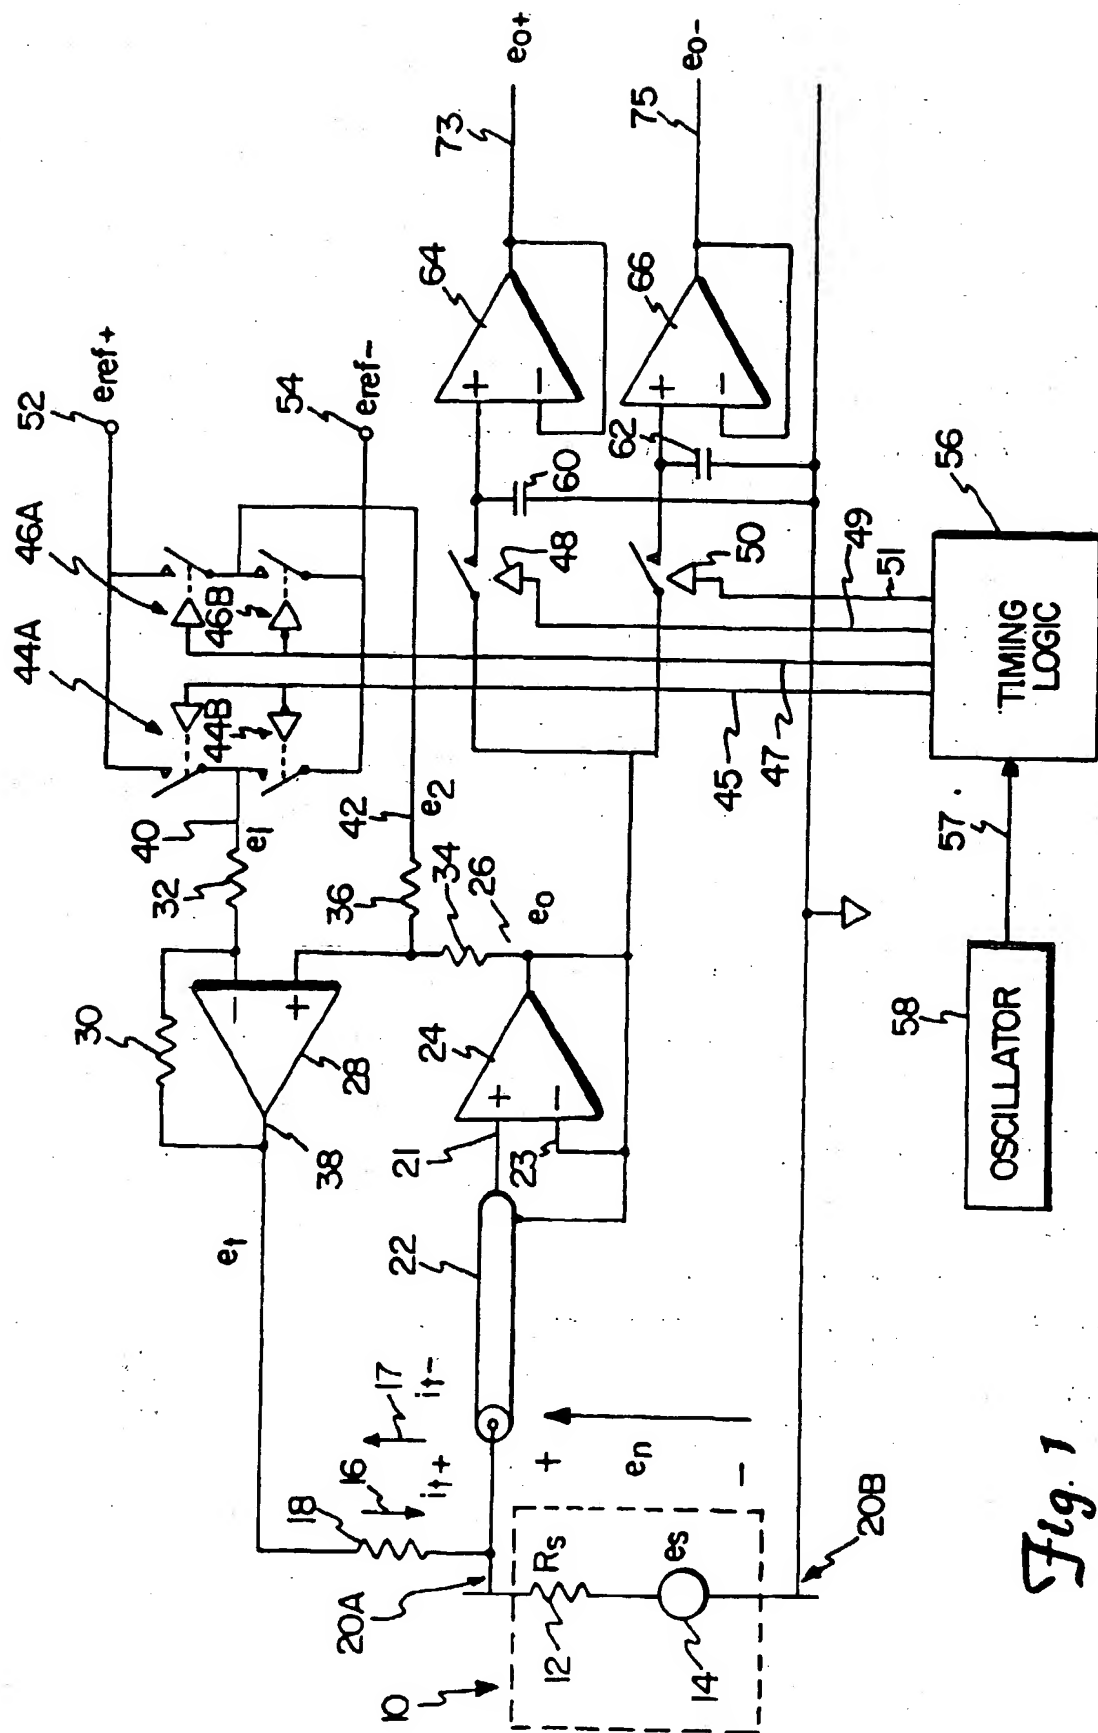 52
eref+
54
eref-
46A
46B
44A
44B
40
e1
32
42
e2
36
34
26
eo
30
28
38
et
24
+
-
21
23
22
17
it-
16
it+
18
+
en
-
20A
20B
Rs
12
es
14
10
73
eo+
75
eo-
64
+
-
66
+
-
62
60
48
50
49
51
45
47
56
TIMING
LOGIC
57
58
OSCILLATOR
-
+
Fig. 1